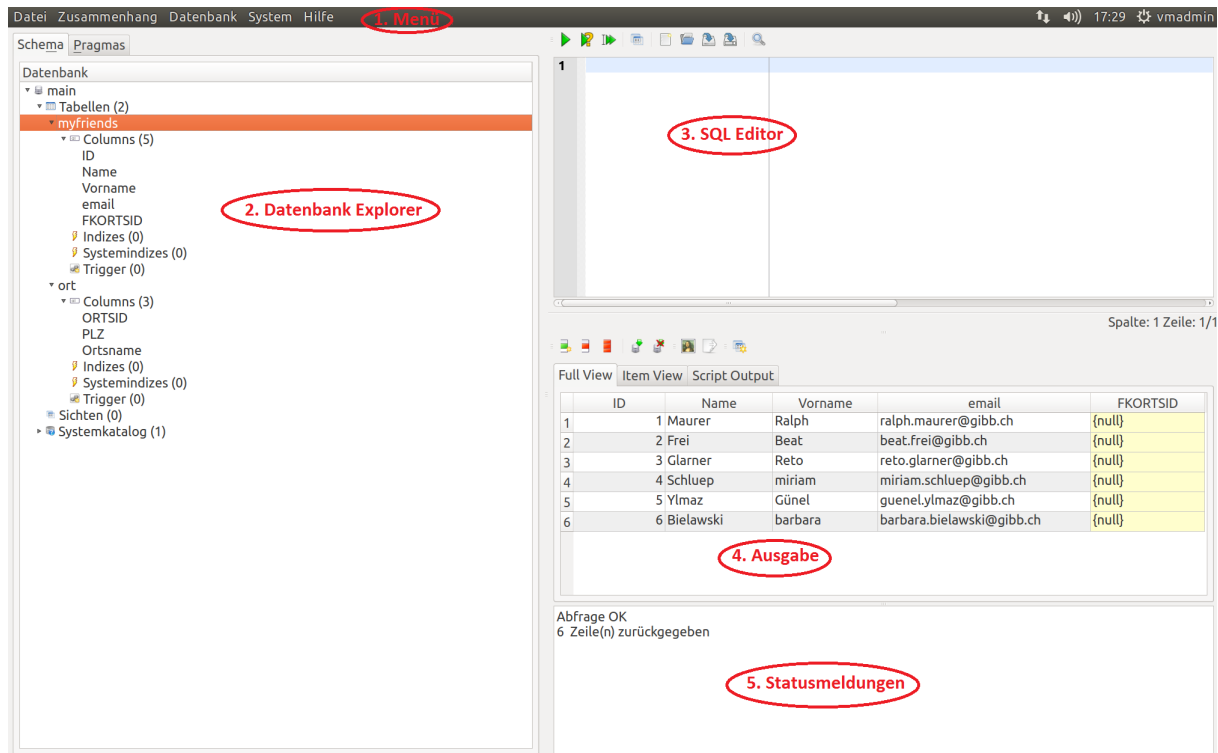 Datei Zusammenhang Datenbank System Hilfe 1. Menü 17:29 vmadmin
Schema Pragmas
Datenbank
main
Tabellen (2)
myfriends
Columns (5)
ID
Name
Vorname
email
FKORTSID
Indizes (0)
Systemindizes (0)
Trigger (0)
ort
Columns (3)
ORTSID
PLZ
Ortsname
Indizes (0)
Systemindizes (0)
Trigger (0)
Sichten (0)
Systemkatalog (1)
2. Datenbank Explorer
1
3. SQL Editor
Spalte: 1 Zeile: 1/1
Full View Item View Script Output
ID Name Vorname email FKORTSID
1 1 Maurer Ralph ralph.maurer@gibb.ch {null}
2 2 Frei Beat beat.frei@gibb.ch {null}
3 3 Glarner Reto reto.glarner@gibb.ch {null}
4 4 Schluep miriam miriam.schluep@gibb.ch {null}
5 5 Ylmaz Günel guenel.ylmaz@gibb.ch {null}
6 6 Bielawski barbara barbara.bielawski@gibb.ch {null}
4. Ausgabe
Abfrage OK
6 Zeile(n) zurückgegeben
5. Statusmeldungen